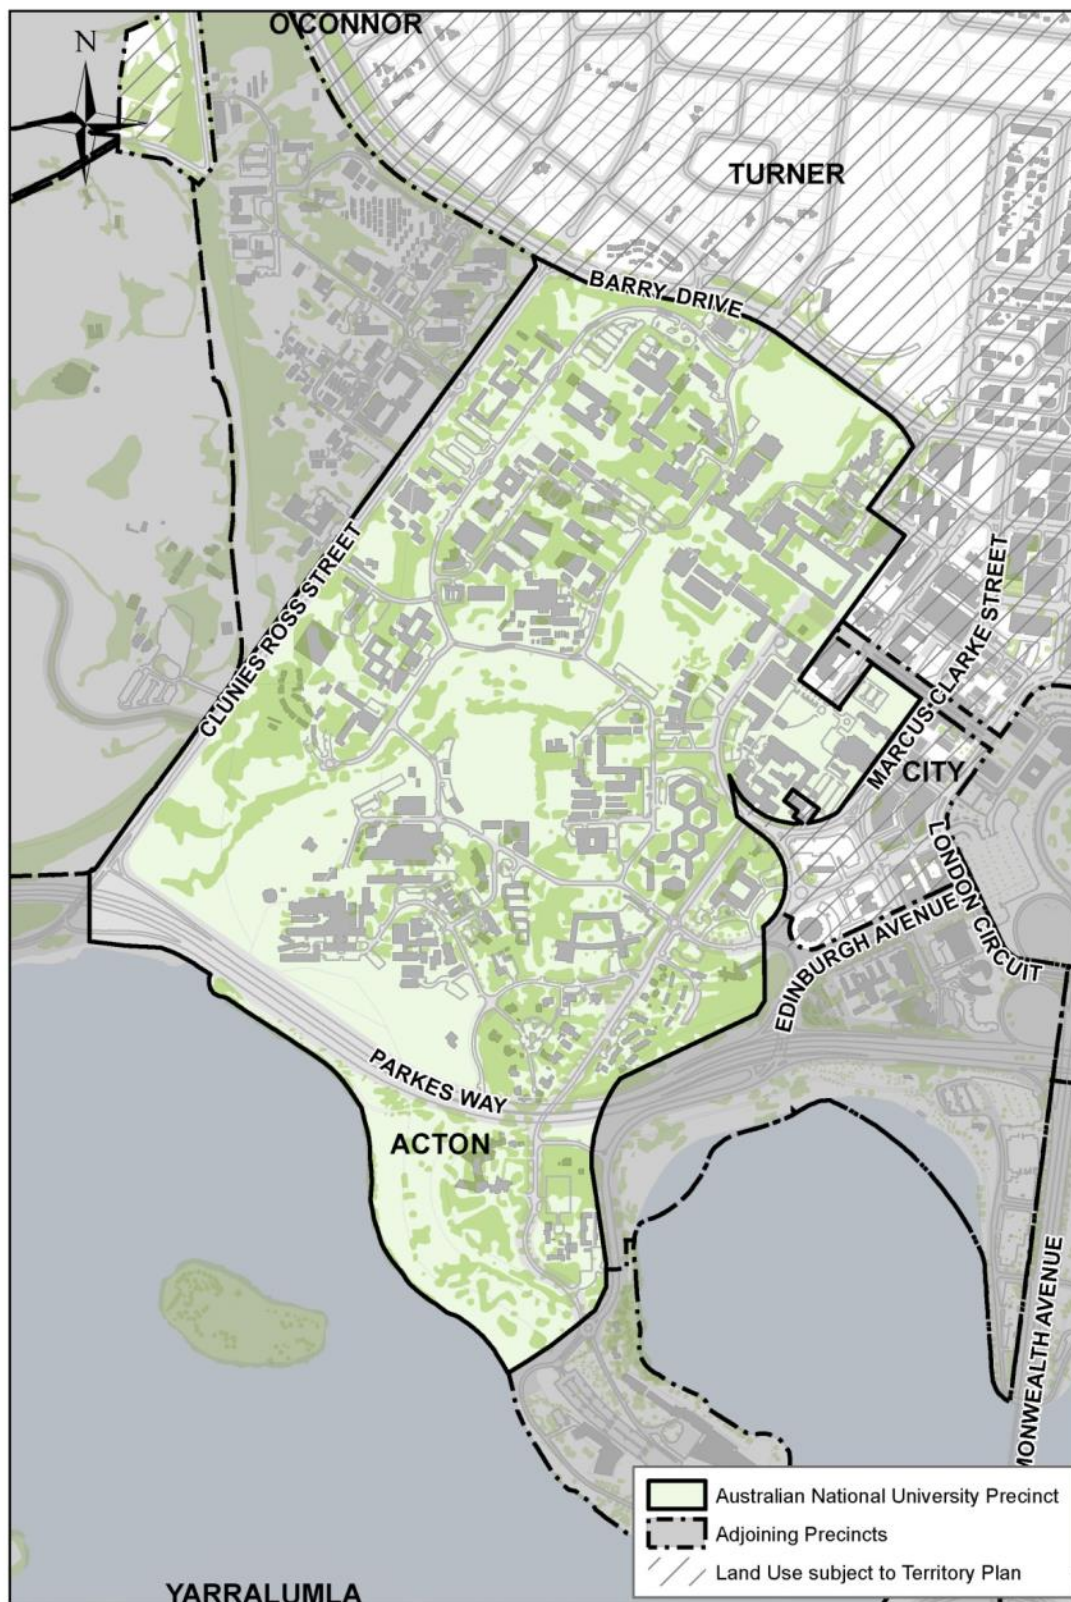 O'CONNOR
N
TURNER
BARRY DRIVE
CLUNIES ROSS STREET
MARCUS CLARKE STREET
CITY
LONDON CIRCUIT
EDINBURGH AVENUE
PARKES WAY
ACTON
MONWEALTH AVENUE
Australian National University Precinct
Adjoining Precincts
Land Use subject to Territory Plan
YARRALUMLA